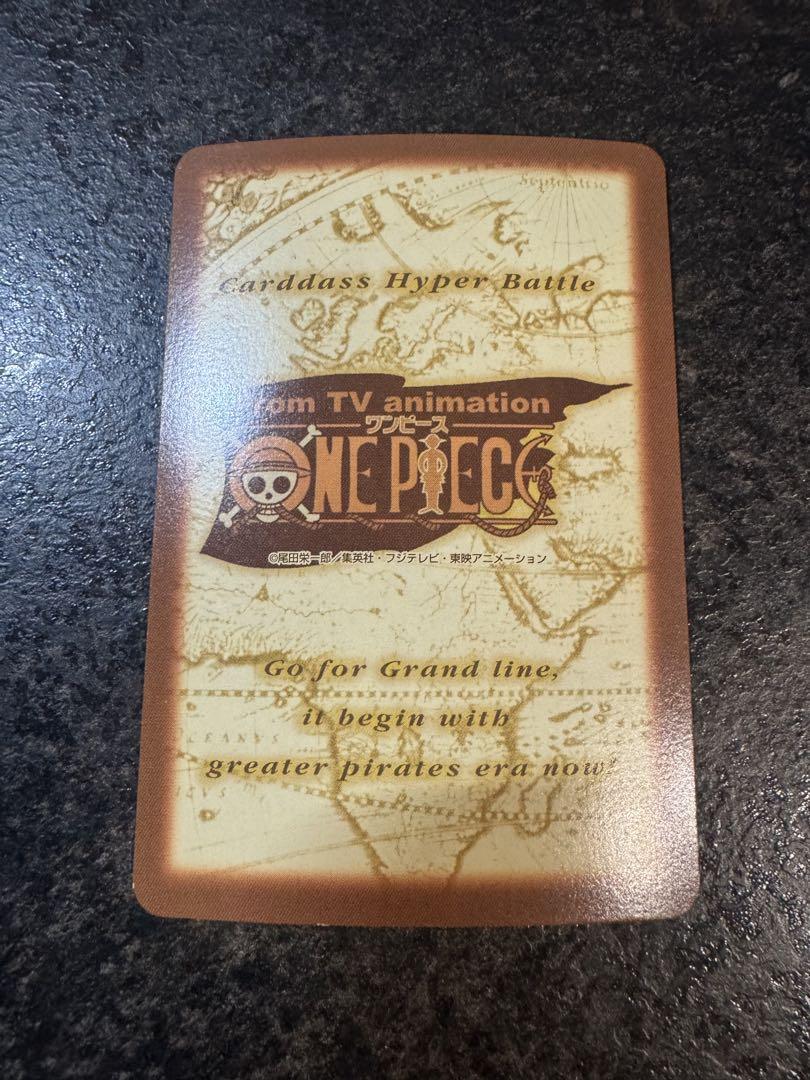 Septentrio
Carddass Hyper Battle
from TV animation
ワンピース
ONE PIECE
©尾田栄一郎／集英社・フジテレビ・東映アニメーション
Go for Grand line,
it begin with
greater pirates era now!